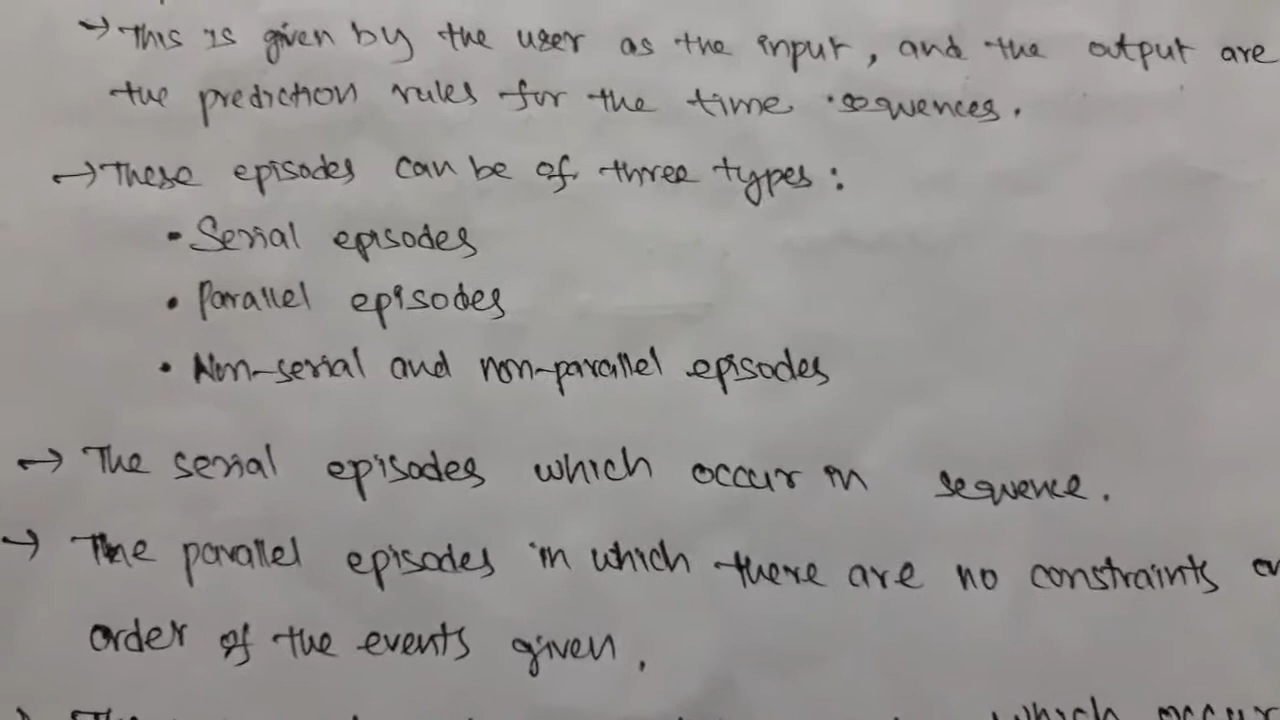 → This is given by the user as the input, and the output are
the prediction rules for the time sequences.
→ These episodes can be of three types:
• Serial episodes
• Parallel episodes
• Non-serial and non-parallel episodes
→ The serial episodes which occur in sequence.
→ The parallel episodes in which there are no constraints
order of the events given.
which occur